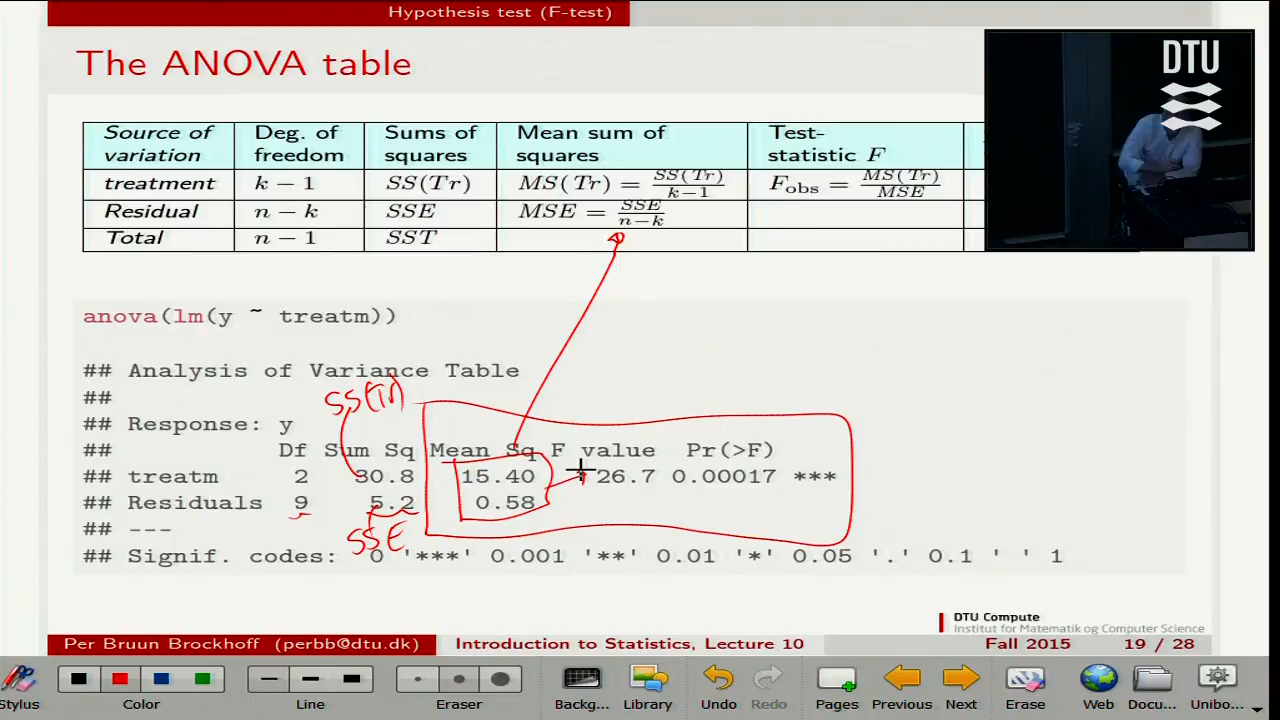 Hypothesis test (F-test)
The ANOVA table
DTU
Source of variation Deg. of freedom Sums of squares Mean sum of squares Test-statistic F
treatment k − 1 SS(Tr) MS(Tr) = SS(Tr)/k−1 F_obs = MS(Tr)/MSE
Residual n − k SSE MSE = SSE/n−k
Total n − 1 SST
anova(lm(y ~ treatm))
## Analysis of Variance Table
##
## Response: y
SS(Tr)
## Df Sum Sq Mean Sq F value Pr(>F)
## treatm 2 30.8 15.40 26.7 0.00017 ***
## Residuals 9 5.2 0.58
## ---
SSE
## Signif. codes: 0 '***' 0.001 '**' 0.01 '*' 0.05 '.' 0.1 ' ' 1
DTU Compute
Institut for Matematik og Computer Science
Per Bruun Brockhoff (perbb@dtu.dk) Introduction to Statistics, Lecture 10 Fall 2015 19 / 28
Stylus Color Line Eraser Backg... Library Undo Redo Pages Previous Next Erase Web Docu... Unibo...